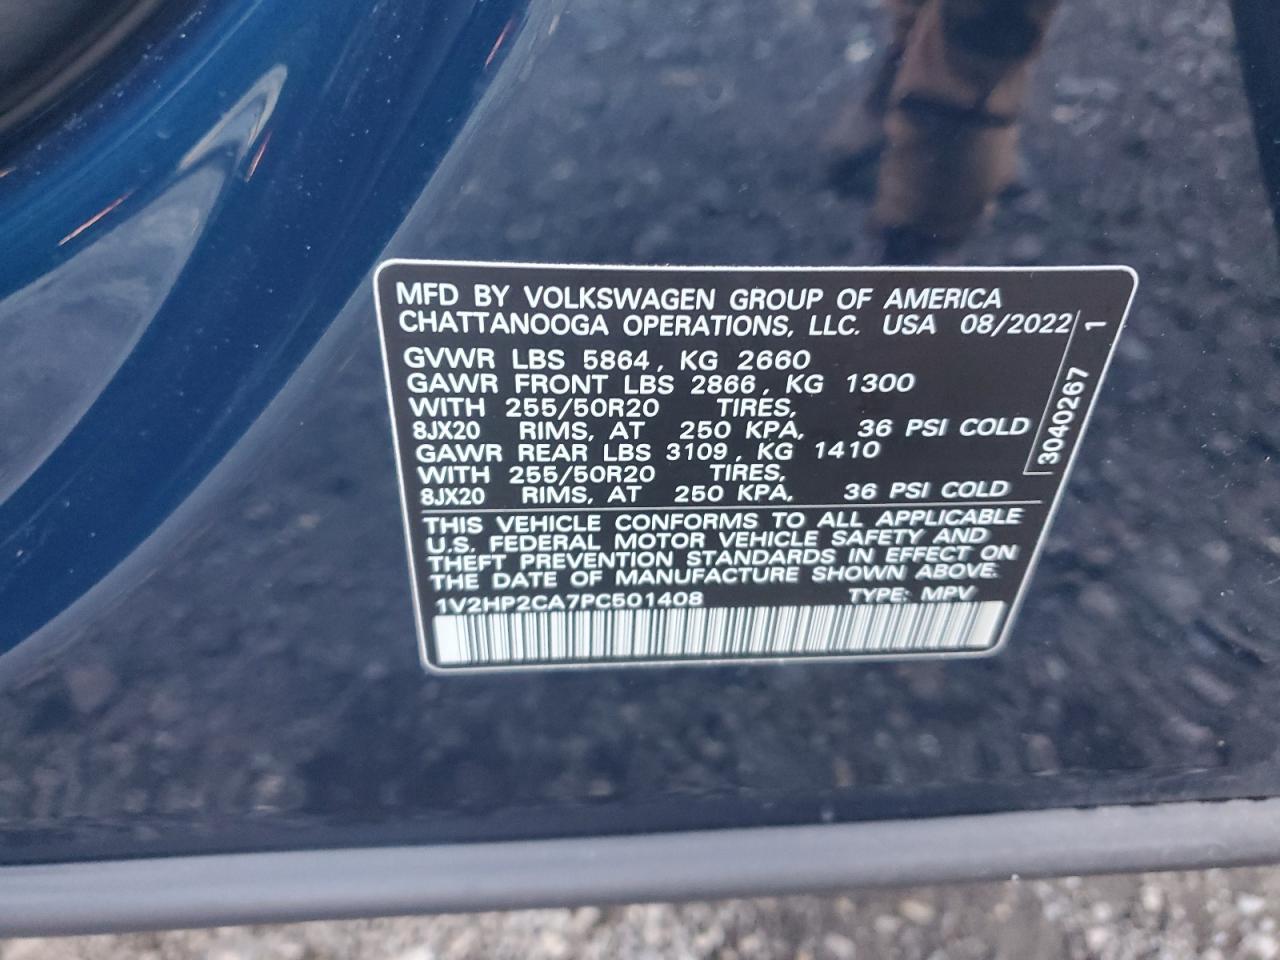 MFD BY VOLKSWAGEN GROUP OF AMERICA
CHATTANOOGA OPERATIONS, LLC. USA 08/2022
GVWR LBS 5864, KG 2660
GAWR FRONT LBS 2866, KG 1300
WITH 255/50R20 TIRES,
8JX20 RIMS, AT 250 KPA, 36 PSI COLD
GAWR REAR LBS 3109, KG 1410
WITH 255/50R20 TIRES,
8JX20 RIMS, AT 250 KPA, 36 PSI COLD
3040267 1
THIS VEHICLE CONFORMS TO ALL APPLICABLE
U.S. FEDERAL MOTOR VEHICLE SAFETY AND
THEFT PREVENTION STANDARDS IN EFFECT ON
THE DATE OF MANUFACTURE SHOWN ABOVE.
1V2HP2CA7PC501408 TYPE: MPV